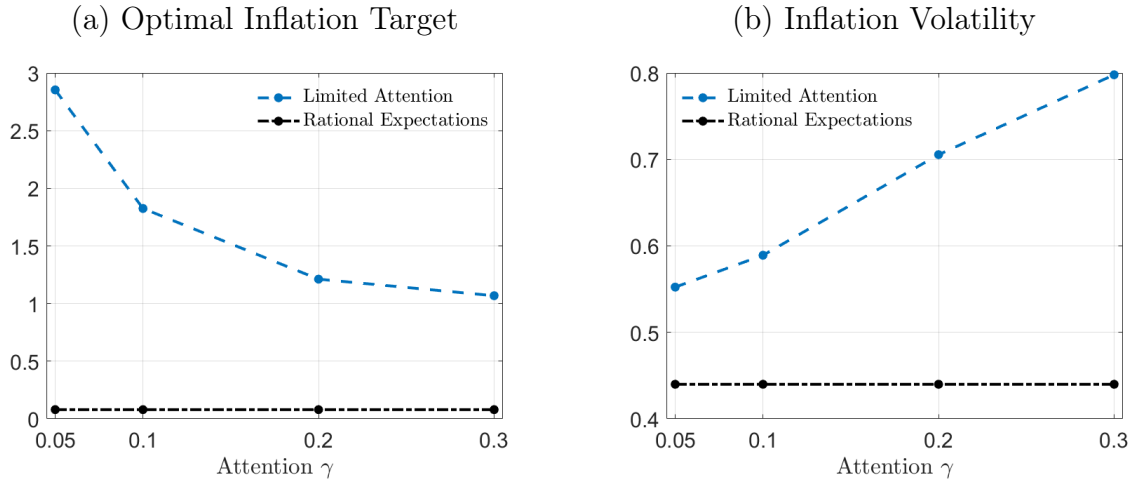 (a) Optimal Inflation Target
3
2.5
2
1.5
1
0.5
0
Limited Attention
Rational Expectations
0.05 0.1 0.2 0.3
Attention γ
(b) Inflation Volatility
0.8
0.7
0.6
0.5
0.4
Limited Attention
Rational Expectations
0.05 0.1 0.2 0.3
Attention γ